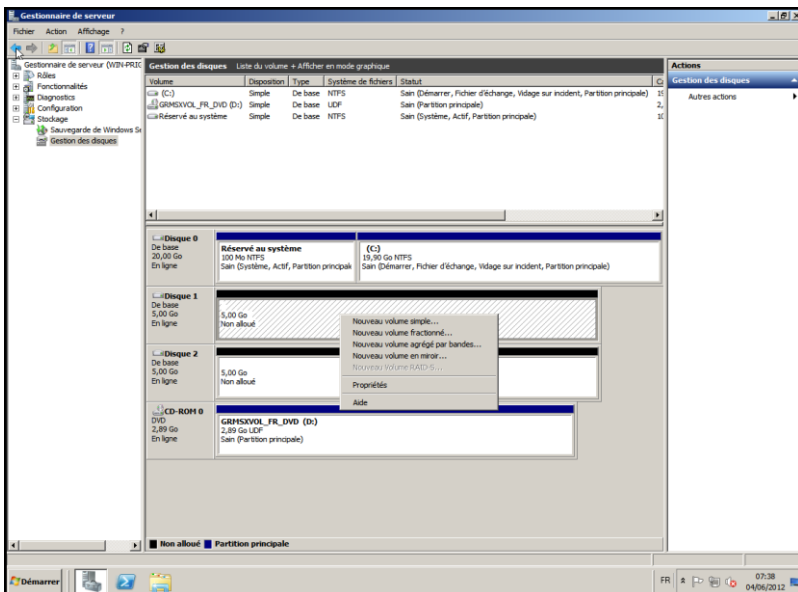 Gestionnaire de serveur
Fichier Action Affichage ?
Gestionnaire de serveur (WIN-PRIC
Rôles
Fonctionnalités
Diagnostics
Configuration
Stockage
Sauvegarde de Windows Se
Gestion des disques
Gestion des disques Liste du volume + Afficher en mode graphique
Volume Disposition Type Système de fichiers Statut
(C:) Simple De base NTFS Sain (Démarrer, Fichier d'échange, Vidage sur incident, Partition principale)
GRMSXVOL_FR_DVD (D:) Simple De base UDF Sain (Partition principale) 2,
Réservé au système Simple De base NTFS Sain (Système, Actif, Partition principale) 10
Disque 0
De base
20,00 Go
En ligne
Réservé au système
100 Mo NTFS
Sain (Système, Actif, Partition principale
(C:)
19,90 Go NTFS
Sain (Démarrer, Fichier d'échange, Vidage sur incident, Partition principale)
Disque 1
De base
5,00 Go
En ligne
5,00 Go
Non alloué
Nouveau volume simple...
Nouveau volume fractionné...
Nouveau volume agrégé par bandes...
Nouveau volume en miroir...
Nouveau volume RAID-5...
Propriétés
Aide
Disque 2
De base
5,00 Go
En ligne
5,00 Go
Non alloué
CD-ROM 0
DVD
2,89 Go
En ligne
GRMSXVOL_FR_DVD (D:)
2,89 Go UDF
Sain (Partition principale)
Non alloué Partition principale
Actions
Gestion des disques
Autres actions
Démarrer
FR
07:38
04/06/2012